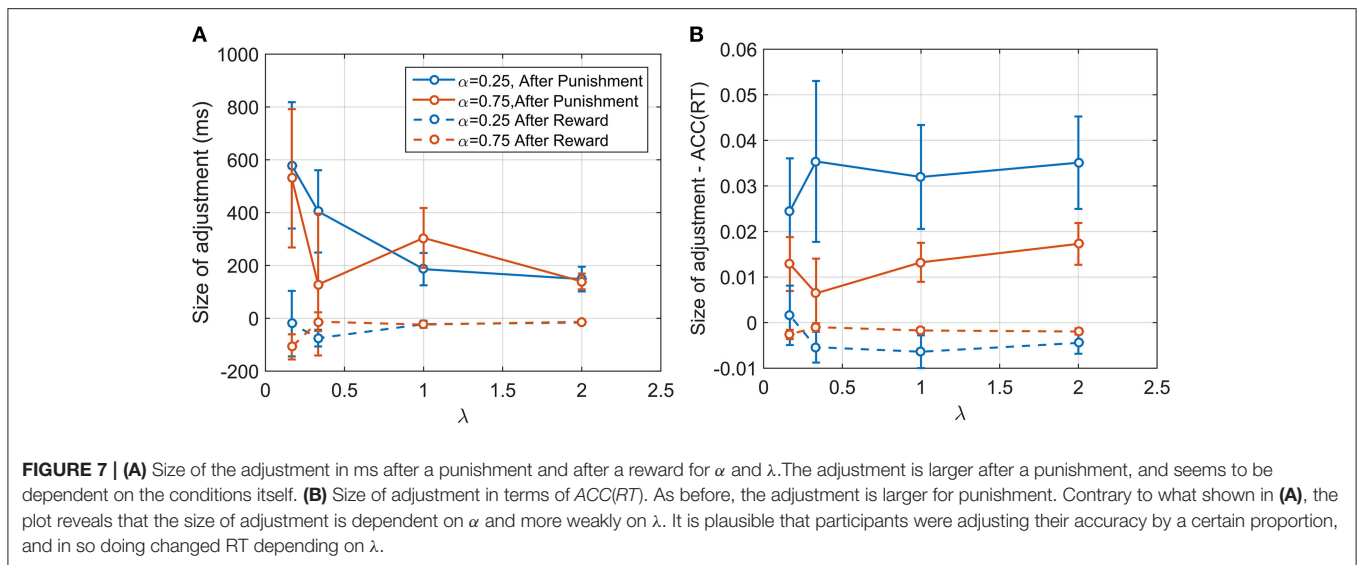 A
B
1000
800
600
400
200
0
-200
Size of adjustment (ms)
α=0.25, After Punishment
α=0.75,After Punishment
α=0.25 After Reward
α=0.75 After Reward
0 0.5 1 1.5 2 2.5
λ
0.06
0.05
0.04
0.03
0.02
0.01
0
-0.01
Size of adjustment - ACC(RT)
0 0.5 1 1.5 2 2.5
λ
FIGURE 7 | (A) Size of the adjustment in ms after a punishment and after a reward for α and λ.The adjustment is larger after a punishment, and seems to be
dependent on the conditions itself. (B) Size of adjustment in terms of ACC(RT). As before, the adjustment is larger for punishment. Contrary to what shown in (A), the
plot reveals that the size of adjustment is dependent on α and more weakly on λ. It is plausible that participants were adjusting their accuracy by a certain proportion,
and in so doing changed RT depending on λ.